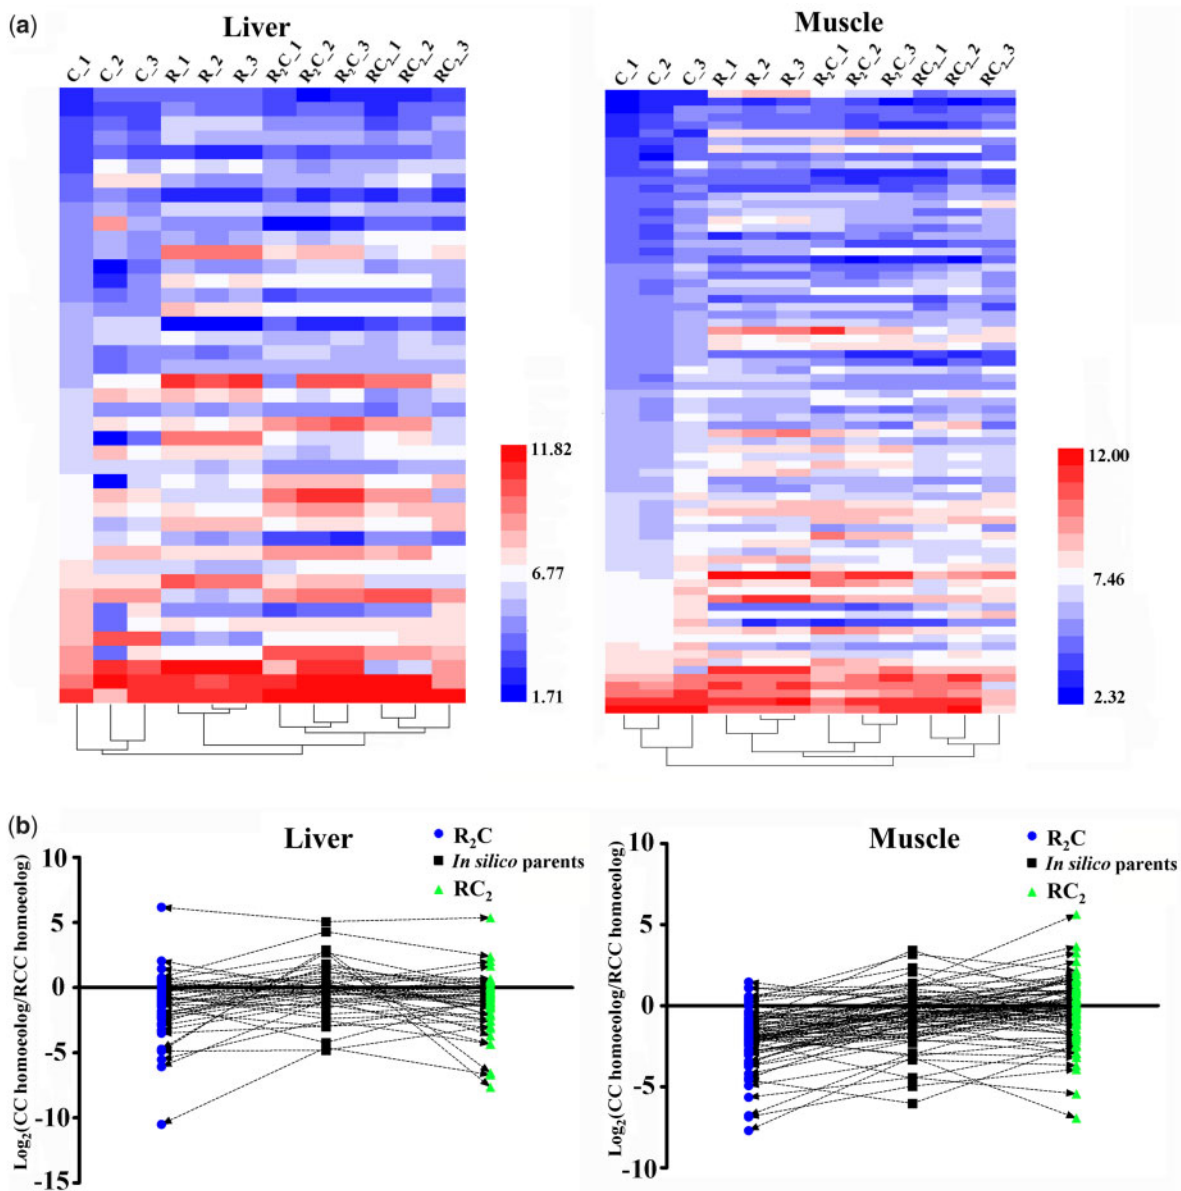 (a)
Liver
C_1 C_2 C_3 R_1 R_2 R_3 R₂C_1 R₂C_2 R₂C_3 RC₂_1 RC₂_2 RC₂_3
11.82
6.77
1.71
Muscle
C_1 C_2 C_3 R_1 R_2 R_3 R₂C_1 R₂C_2 R₂C_3 RC₂_1 RC₂_2 RC₂_3
12.00
7.46
2.32
(b)
Liver
R₂C
In silico parents
RC₂
Log₂(CC homoeolog/RCC homoeolog)
10
5
0
-5
-10
-15
Muscle
R₂C
In silico parents
RC₂
Log₂(CC homoeolog/RCC homoeolog)
10
5
0
-5
-10